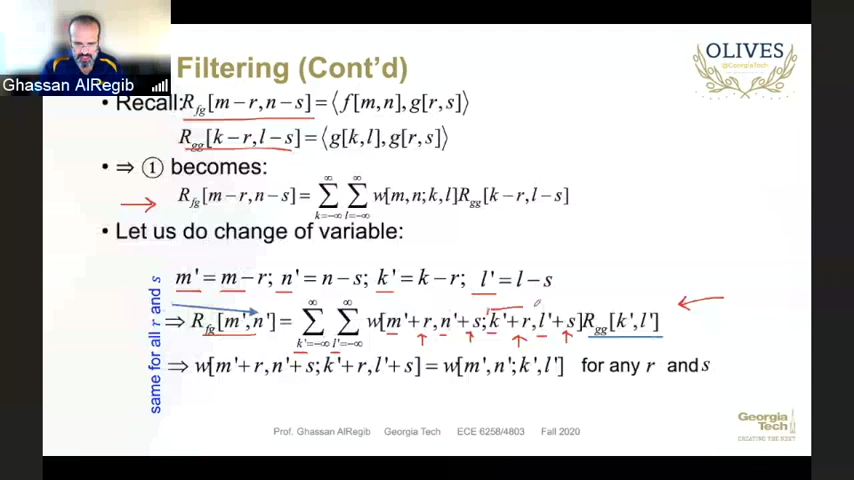 Ghassan AlRegib
Filtering (Cont'd)
OLIVES
@GeorgiaTech
• Recall: R_fg[m−r,n−s]=⟨f[m,n],g[r,s]⟩
R_gg[k−r,l−s]=⟨g[k,l],g[r,s]⟩
• ⇒ ① becomes:
R_fg[m−r,n−s]=∑_{k=−∞}^{∞} ∑_{l=−∞}^{∞} w[m,n;k,l]R_gg[k−r,l−s]
• Let us do change of variable:
m'=m−r; n'=n−s; k'=k−r; l'=l−s
same for all r and s
⇒ R_fg[m',n']=∑_{k'=−∞}^{∞} ∑_{l'=−∞}^{∞} w[m'+r,n'+s;k'+r,l'+s]R_gg[k',l']
⇒ w[m'+r,n'+s;k'+r,l'+s]=w[m',n';k',l'] for any r and s
Prof. Ghassan AlRegib Georgia Tech ECE 6258/4803 Fall 2020
Georgia
Tech
CREATING THE NEXT